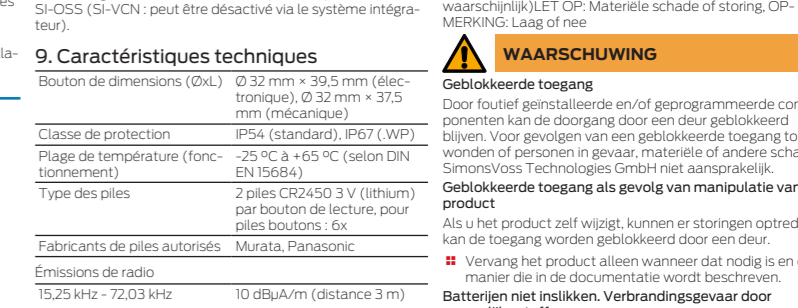 es
SI-OSS (SI-VCN : peut être désactivé via le système intégra-
teur).
la-
9. Caractéristiques techniques
Bouton de dimensions (ØxL) Ø 32 mm × 39,5 mm (élec-
tronique), Ø 32 mm × 37,5
mm (mécanique)
Classe de protection IP54 (standard), IP67 (.WP)
Plage de température (fonc- -25 ºC à +65 ºC (selon DIN
tionnement) EN 15684)
Type des piles 2 piles CR2450 3 V (lithium)
par bouton de lecture, pour
piles boutons : 6x
Fabricants de piles autorisés Murata, Panasonic
Émissions de radio
15,25 kHz - 72,03 kHz 10 dBµA/m (distance 3 m)
waarschijnlijk)LET OP: Materiële schade of storing, OP-
MERKING: Laag of nee
WAARSCHUWING
Geblokkeerde toegang
Door foutief geïnstalleerde en/of geprogrammeerde co
ponenten kan de doorgang door een deur geblokkeerd
blijven. Voor gevolgen van een geblokkeerde toegang to
wonden of personen in gevaar, materiële of andere scha
SimonsVoss Technologies GmbH niet aansprakelijk.
Geblokkeerde toegang als gevolg van manipulatie van
product
Als u het product zelf wijzigt, kunnen er storingen optred
kan de toegang worden geblokkeerd door een deur.
Vervang het product alleen wanneer dat nodig is en
manier die in de documentatie wordt beschreven.
Batterijen niet inslikken. Verbrandingsgevaar door